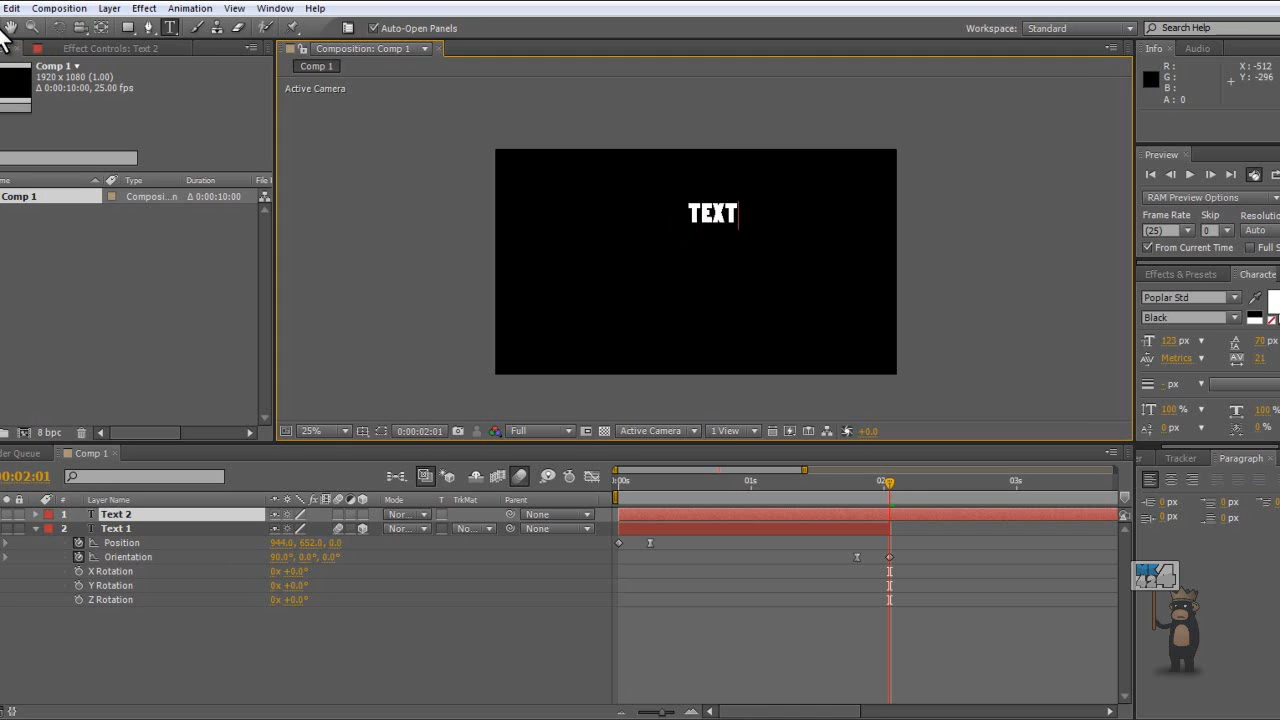 Edit Composition Layer Effect Animation View Window Help
Auto-Open Panels
Workspace: Standard
Search Help
Effect Controls: Text 2
Composition: Comp 1
Info Audio
Comp 1
1920 x 1080 (1.00)
Δ 0:00:10:00, 25.00 fps
Comp 1
Active Camera
R :
G :
B :
A : 0
X : -512
Y : -296
TEXT
Preview
RAM Preview Options
Frame Rate Skip Resolutio
(25) 0 Auto
From Current Time Full S
Type Duration File I
Comp 1 Composi...n Δ 0:00:10:00
Effects & Presets Characte
Poplar Std
Black
123 px 70 px
Metrics 21
- px
100 % 100 %
0 px 0 %
8 bpc
25% 0:00:02:01 Full Active Camera 1 View +0.0
Queue Comp 1
Tracker Paragraph
0:00:02:01
:00s 01s 02s 03s
# Layer Name Mode T TrkMat Parent
1 T Text 2 Nor... None
2 T Text 1 Nor... No... None
Position 944.0, 652.0, 0.0
Orientation 90.0°, 0.0°, 0.0°
X Rotation 0x +0.0°
Y Rotation 0x +0.0°
Z Rotation 0x +0.0°
0 px 0 px
0 px 0 px